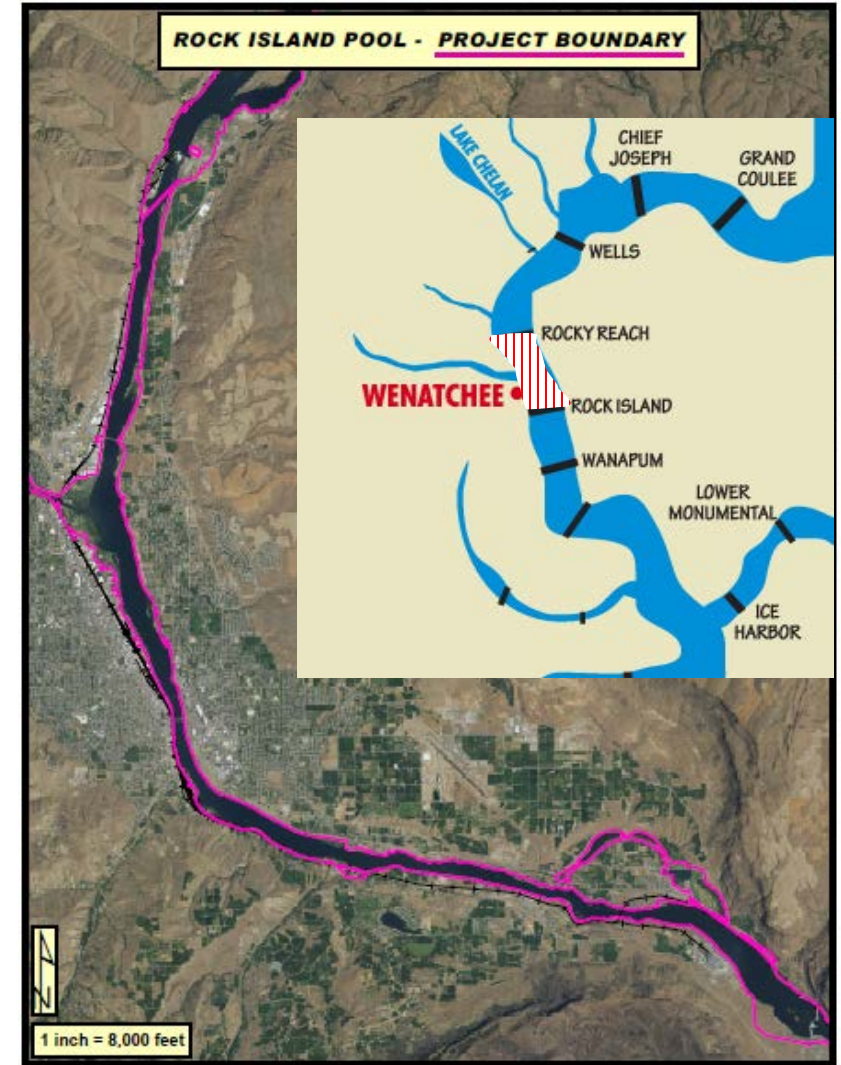 ROCK ISLAND POOL - PROJECT BOUNDARY
LAKE CHELAN
CHIEF
JOSEPH
GRAND
COULEE
WELLS
ROCKY REACH
WENATCHEE
ROCK ISLAND
WANAPUM
LOWER
MONUMENTAL
ICE
HARBOR
N
1 inch = 8,000 feet